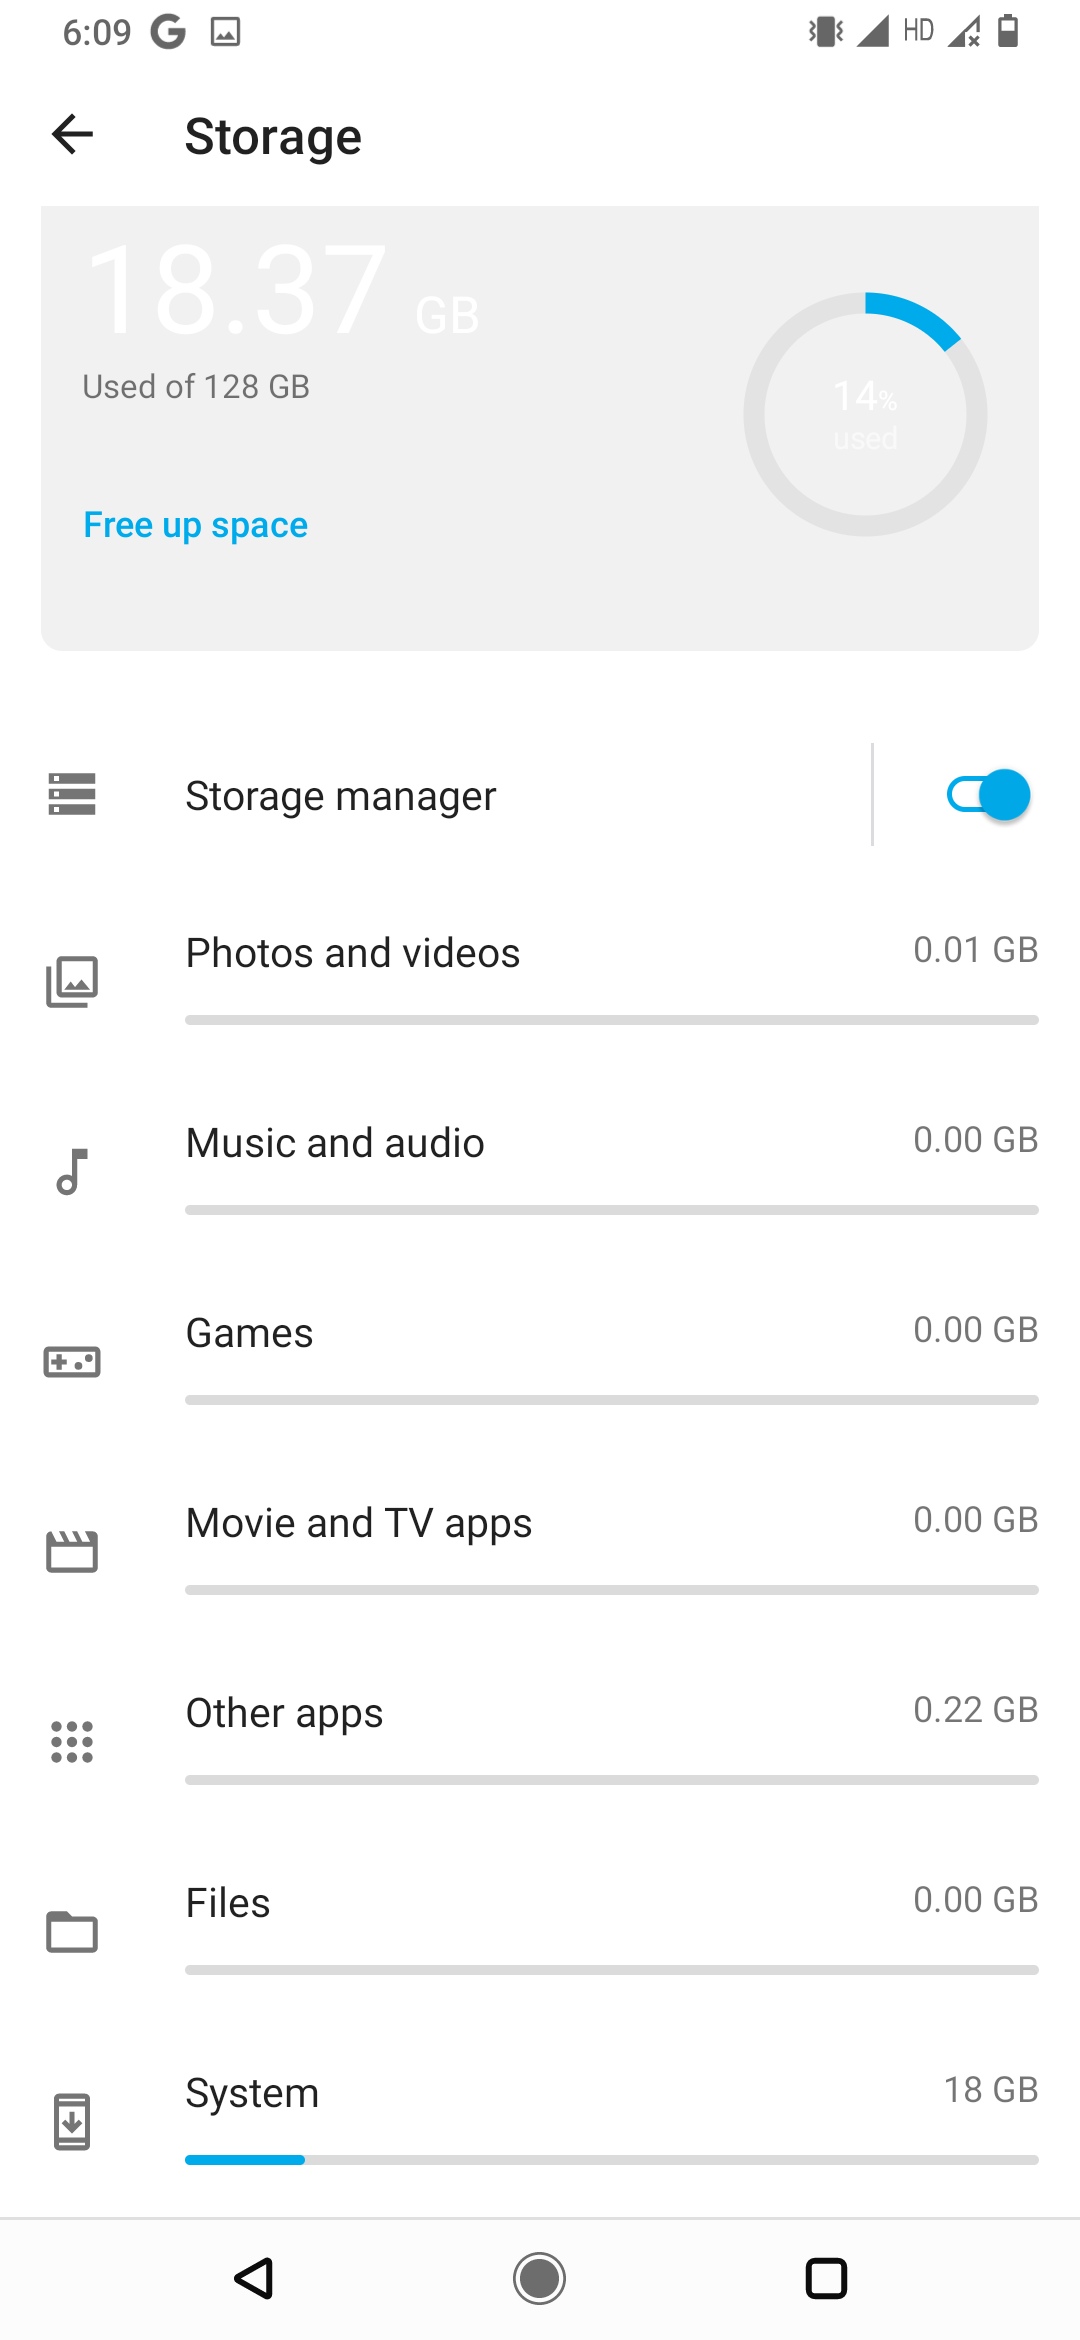 6:09 G HD
Storage
18.37 GB
Used of 128 GB
14%
used
Free up space
Storage manager
Photos and videos 0.01 GB
Music and audio 0.00 GB
Games 0.00 GB
Movie and TV apps 0.00 GB
Other apps 0.22 GB
Files 0.00 GB
System 18 GB